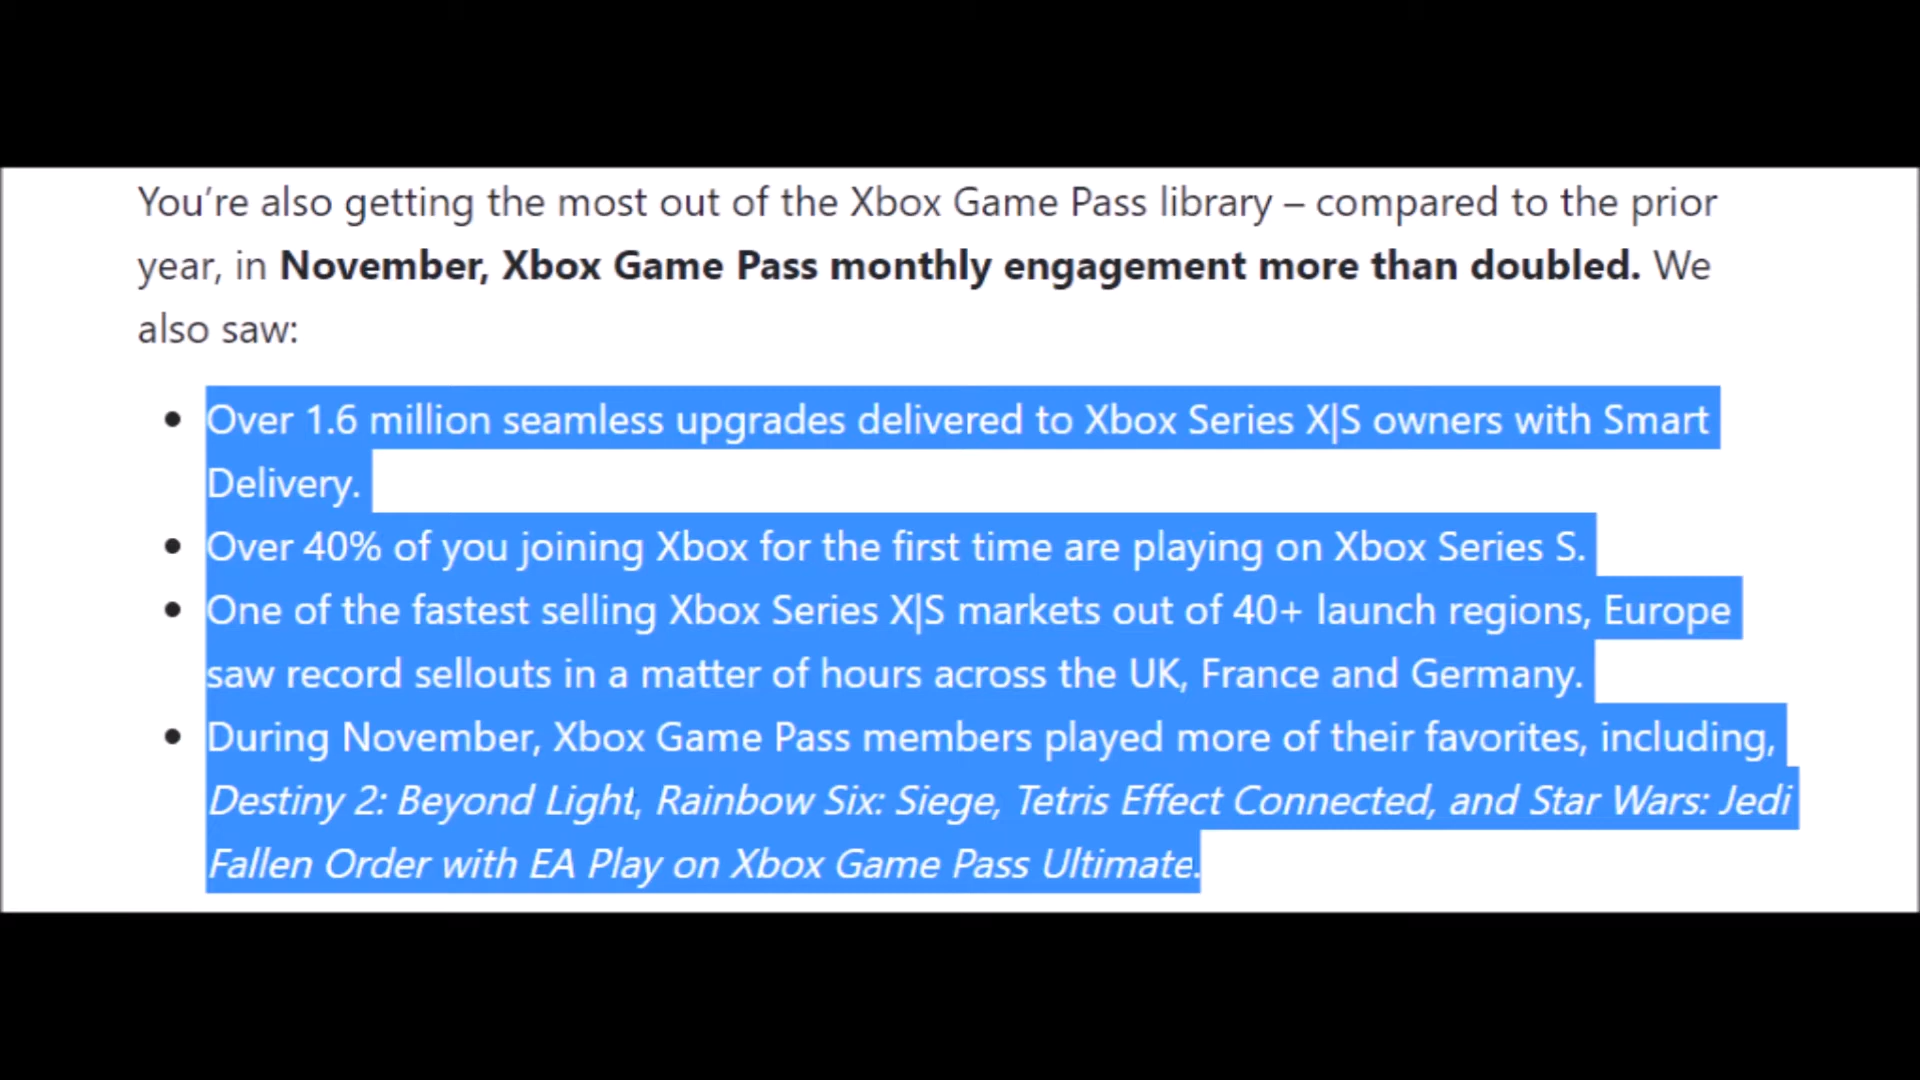 You’re also getting the most out of the Xbox Game Pass library – compared to the prior
year, in November, Xbox Game Pass monthly engagement more than doubled. We
also saw:
• Over 1.6 million seamless upgrades delivered to Xbox Series X|S owners with Smart
Delivery.
• Over 40% of you joining Xbox for the first time are playing on Xbox Series S.
• One of the fastest selling Xbox Series X|S markets out of 40+ launch regions, Europe
saw record sellouts in a matter of hours across the UK, France and Germany.
• During November, Xbox Game Pass members played more of their favorites, including,
Destiny 2: Beyond Light, Rainbow Six: Siege, Tetris Effect Connected, and Star Wars: Jedi
Fallen Order with EA Play on Xbox Game Pass Ultimate.